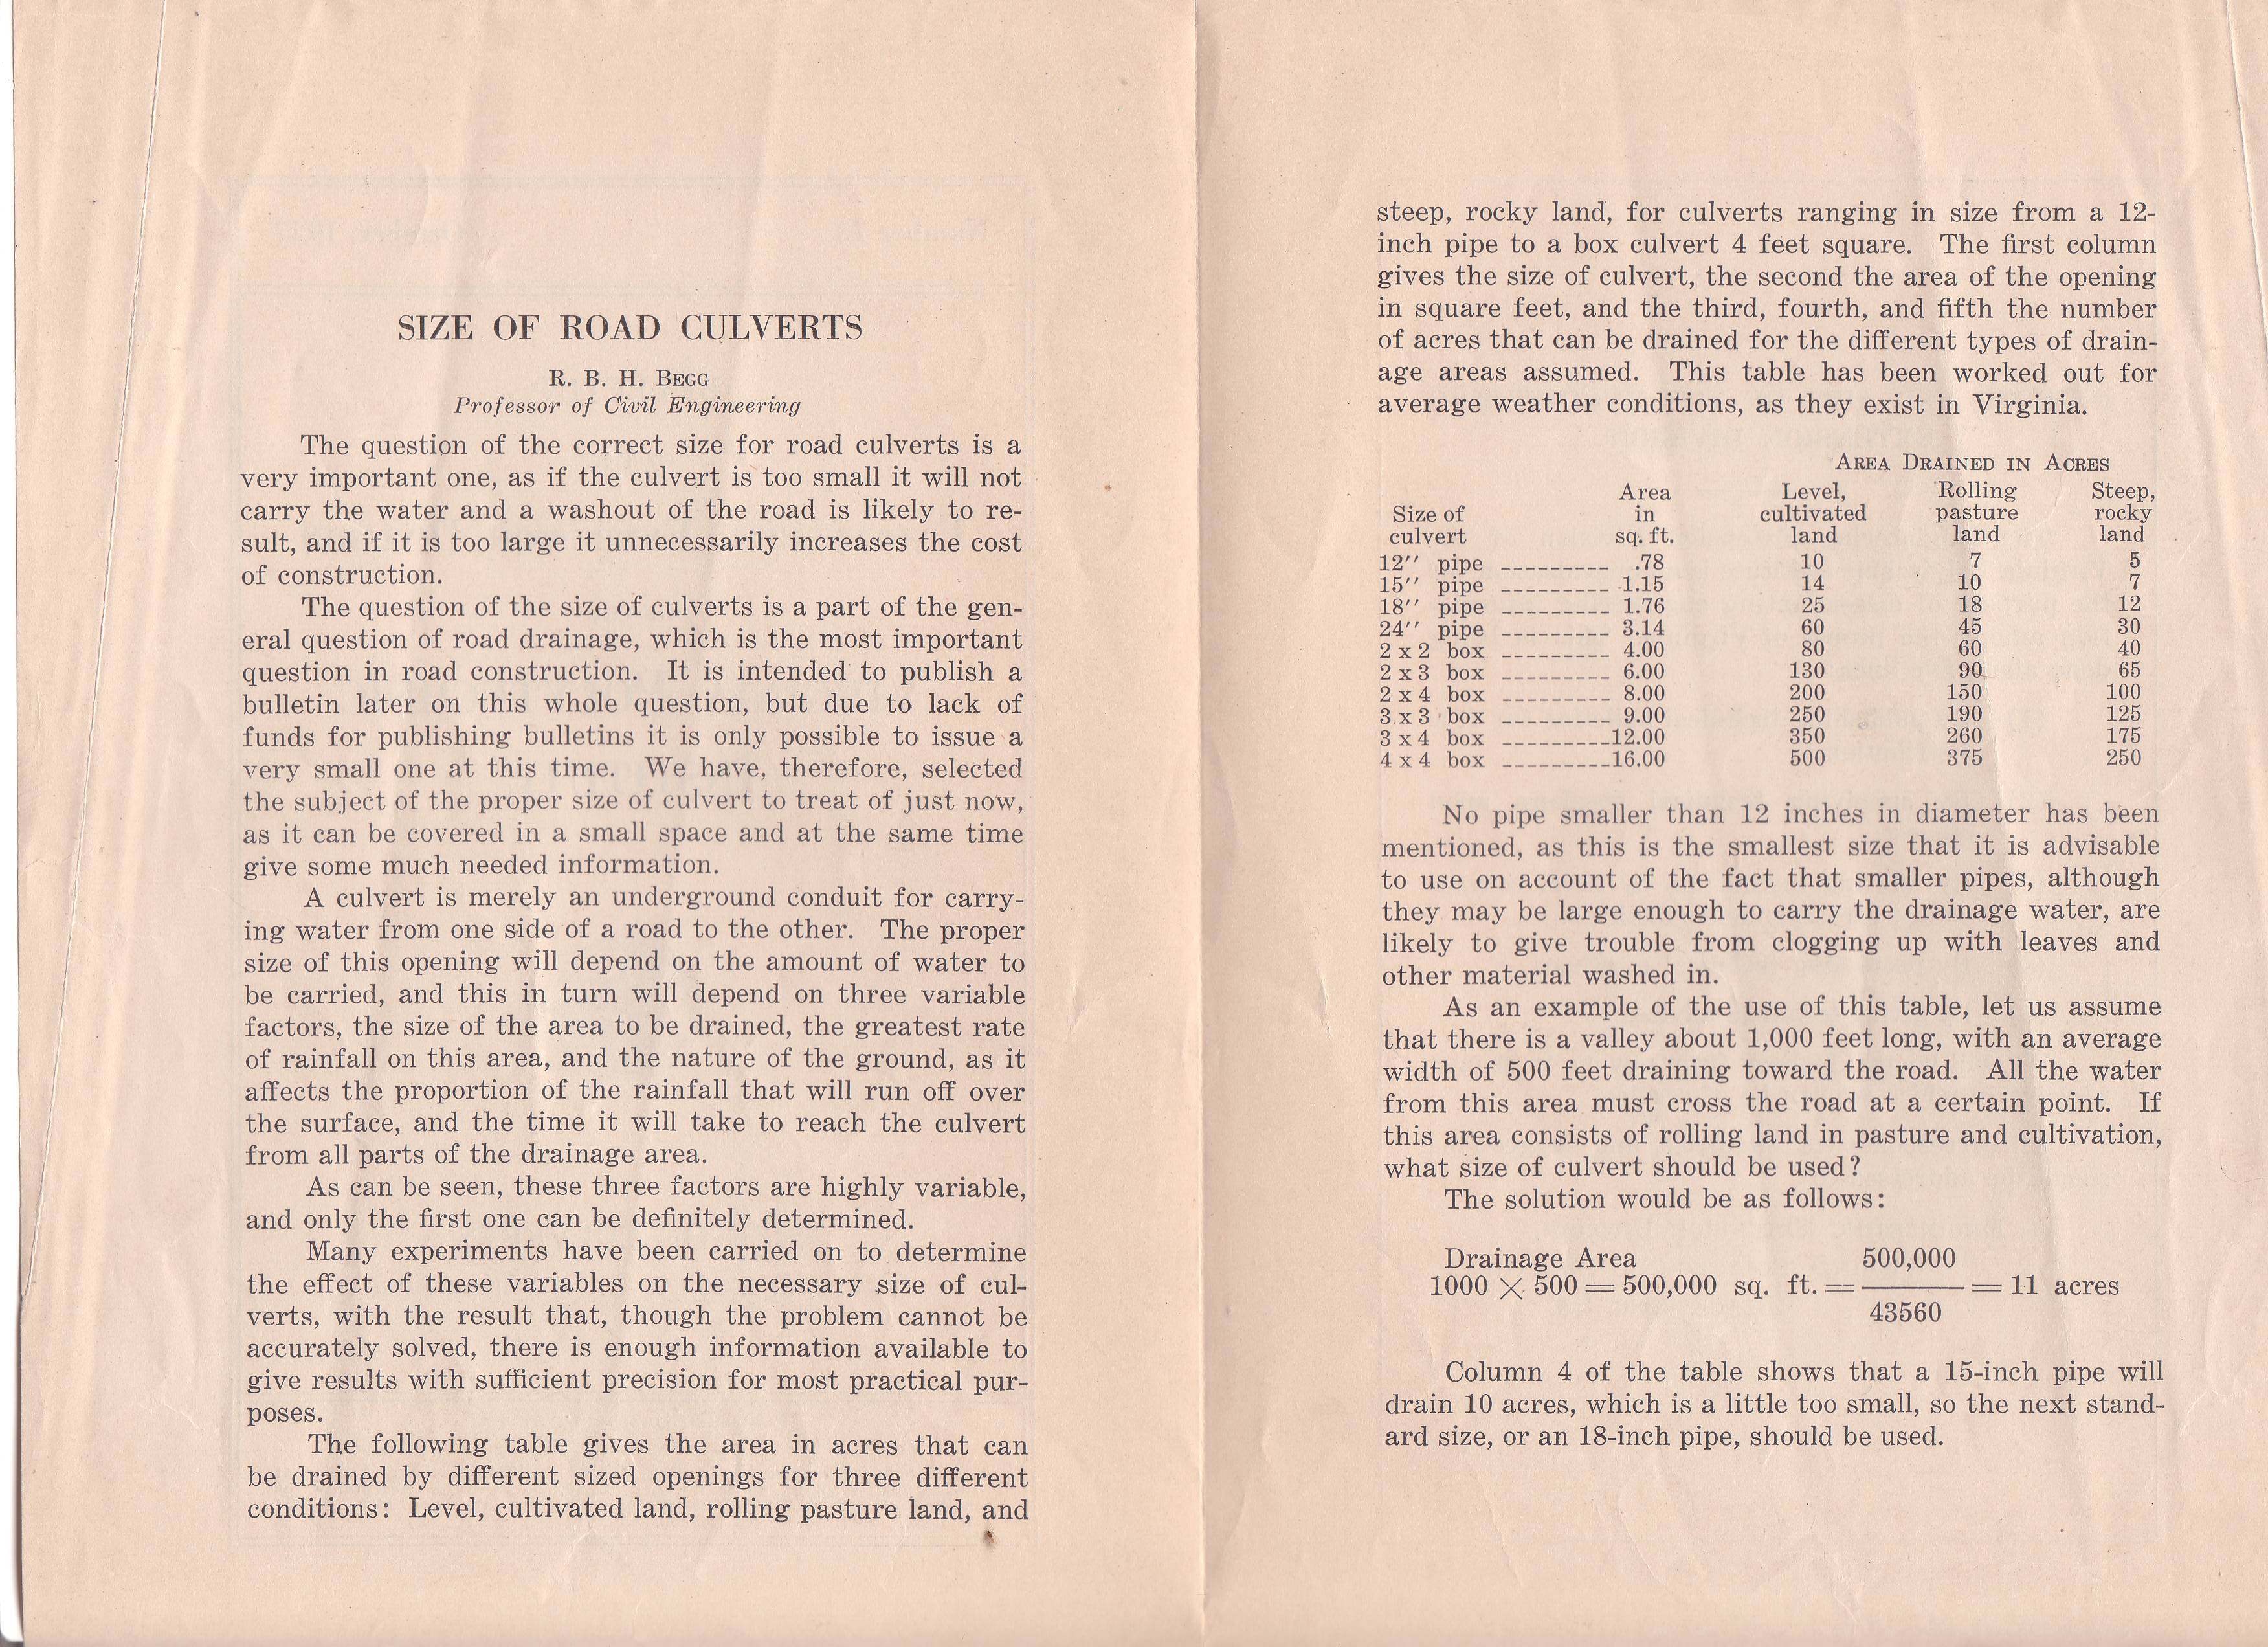 SIZE OF ROAD CULVERTS
R. B. H. BEGG
Professor of Civil Engineering
The question of the correct size for road culverts is a
very important one, as if the culvert is too small it will not
carry the water and a washout of the road is likely to re-
sult, and if it is too large it unnecessarily increases the cost
of construction.
The question of the size of culverts is a part of the gen-
eral question of road drainage, which is the most important
question in road construction. It is intended to publish a
bulletin later on this whole question, but due to lack of
funds for publishing bulletins it is only possible to issue a
very small one at this time. We have, therefore, selected
the subject of the proper size of culvert to treat of just now,
as it can be covered in a small space and at the same time
give some much needed information.
A culvert is merely an underground conduit for carry-
ing water from one side of a road to the other. The proper
size of this opening will depend on the amount of water to
be carried, and this in turn will depend on three variable
factors, the size of the area to be drained, the greatest rate
of rainfall on this area, and the nature of the ground, as it
affects the proportion of the rainfall that will run off over
the surface, and the time it will take to reach the culvert
from all parts of the drainage area.
As can be seen, these three factors are highly variable,
and only the first one can be definitely determined.
Many experiments have been carried on to determine
the effect of these variables on the necessary size of cul-
verts, with the result that, though the problem cannot be
accurately solved, there is enough information available to
give results with sufficient precision for most practical pur-
poses.
The following table gives the area in acres that can
be drained by different sized openings for three different
conditions: Level, cultivated land, rolling pasture land, and
steep, rocky land, for culverts ranging in size from a 12-
inch pipe to a box culvert 4 feet square. The first column
gives the size of culvert, the second the area of the opening
in square feet, and the third, fourth, and fifth the number
of acres that can be drained for the different types of drain-
age areas assumed. This table has been worked out for
average weather conditions, as they exist in Virginia.
AREA DRAINED IN ACRES
Area Level, Rolling Steep,
Size of in cultivated pasture rocky
culvert sq. ft. land land land
12″ pipe --------- .78 10 7 5
15″ pipe --------- 1.15 14 10 7
18″ pipe --------- 1.76 25 18 12
24″ pipe --------- 3.14 60 45 30
2 x 2 box --------- 4.00 80 60 40
2 x 3 box --------- 6.00 130 90 65
2 x 4 box --------- 8.00 200 150 100
3 x 3 box --------- 9.00 250 190 125
3 x 4 box ---------12.00 350 260 175
4 x 4 box ---------16.00 500 375 250
No pipe smaller than 12 inches in diameter has been
mentioned, as this is the smallest size that it is advisable
to use on account of the fact that smaller pipes, although
they may be large enough to carry the drainage water, are
likely to give trouble from clogging up with leaves and
other material washed in.
As an example of the use of this table, let us assume
that there is a valley about 1,000 feet long, with an average
width of 500 feet draining toward the road. All the water
from this area must cross the road at a certain point. If
this area consists of rolling land in pasture and cultivation,
what size of culvert should be used?
The solution would be as follows:
Drainage Area 500,000
1000 × 500 = 500,000 sq. ft. = ——— = 11 acres
43560
Column 4 of the table shows that a 15-inch pipe will
drain 10 acres, which is a little too small, so the next stand-
ard size, or an 18-inch pipe, should be used.